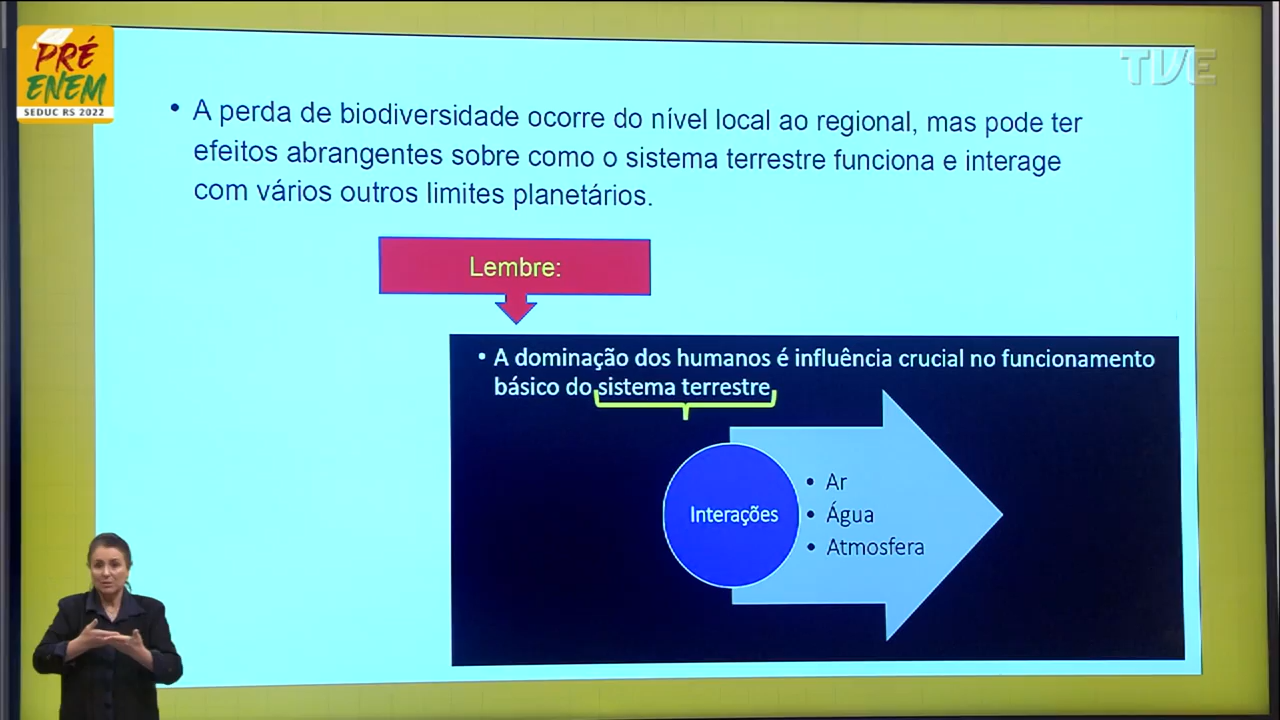 PRÉ
ENEM
SEDUC RS 2022
TVE
• A perda de biodiversidade ocorre do nível local ao regional, mas pode ter
efeitos abrangentes sobre como o sistema terrestre funciona e interage
com vários outros limites planetários.
Lembre:
• A dominação dos humanos é influência crucial no funcionamento
básico do sistema terrestre
Interações
• Ar
• Água
• Atmosfera